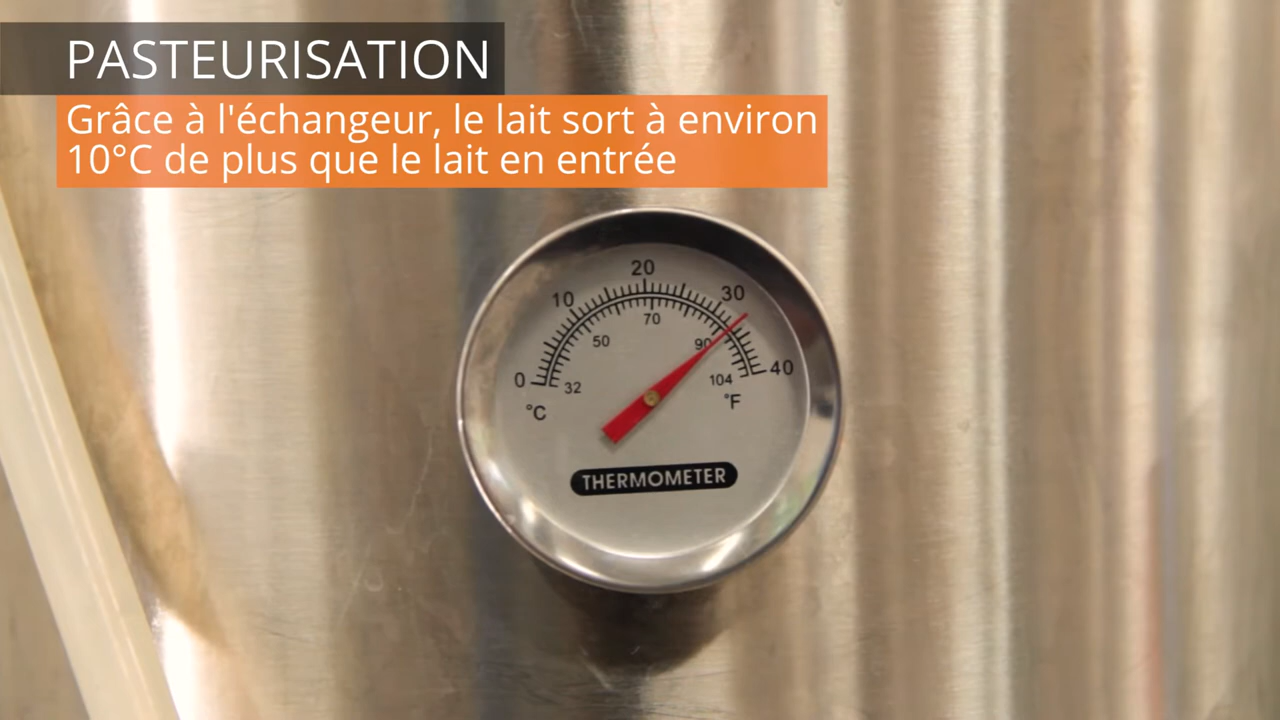 PASTEURISATION
Grâce à l'échangeur, le lait sort à environ
10°C de plus que le lait en entrée
20
10 30
70
50 90
0 32 104 40
°C °F
THERMOMETER